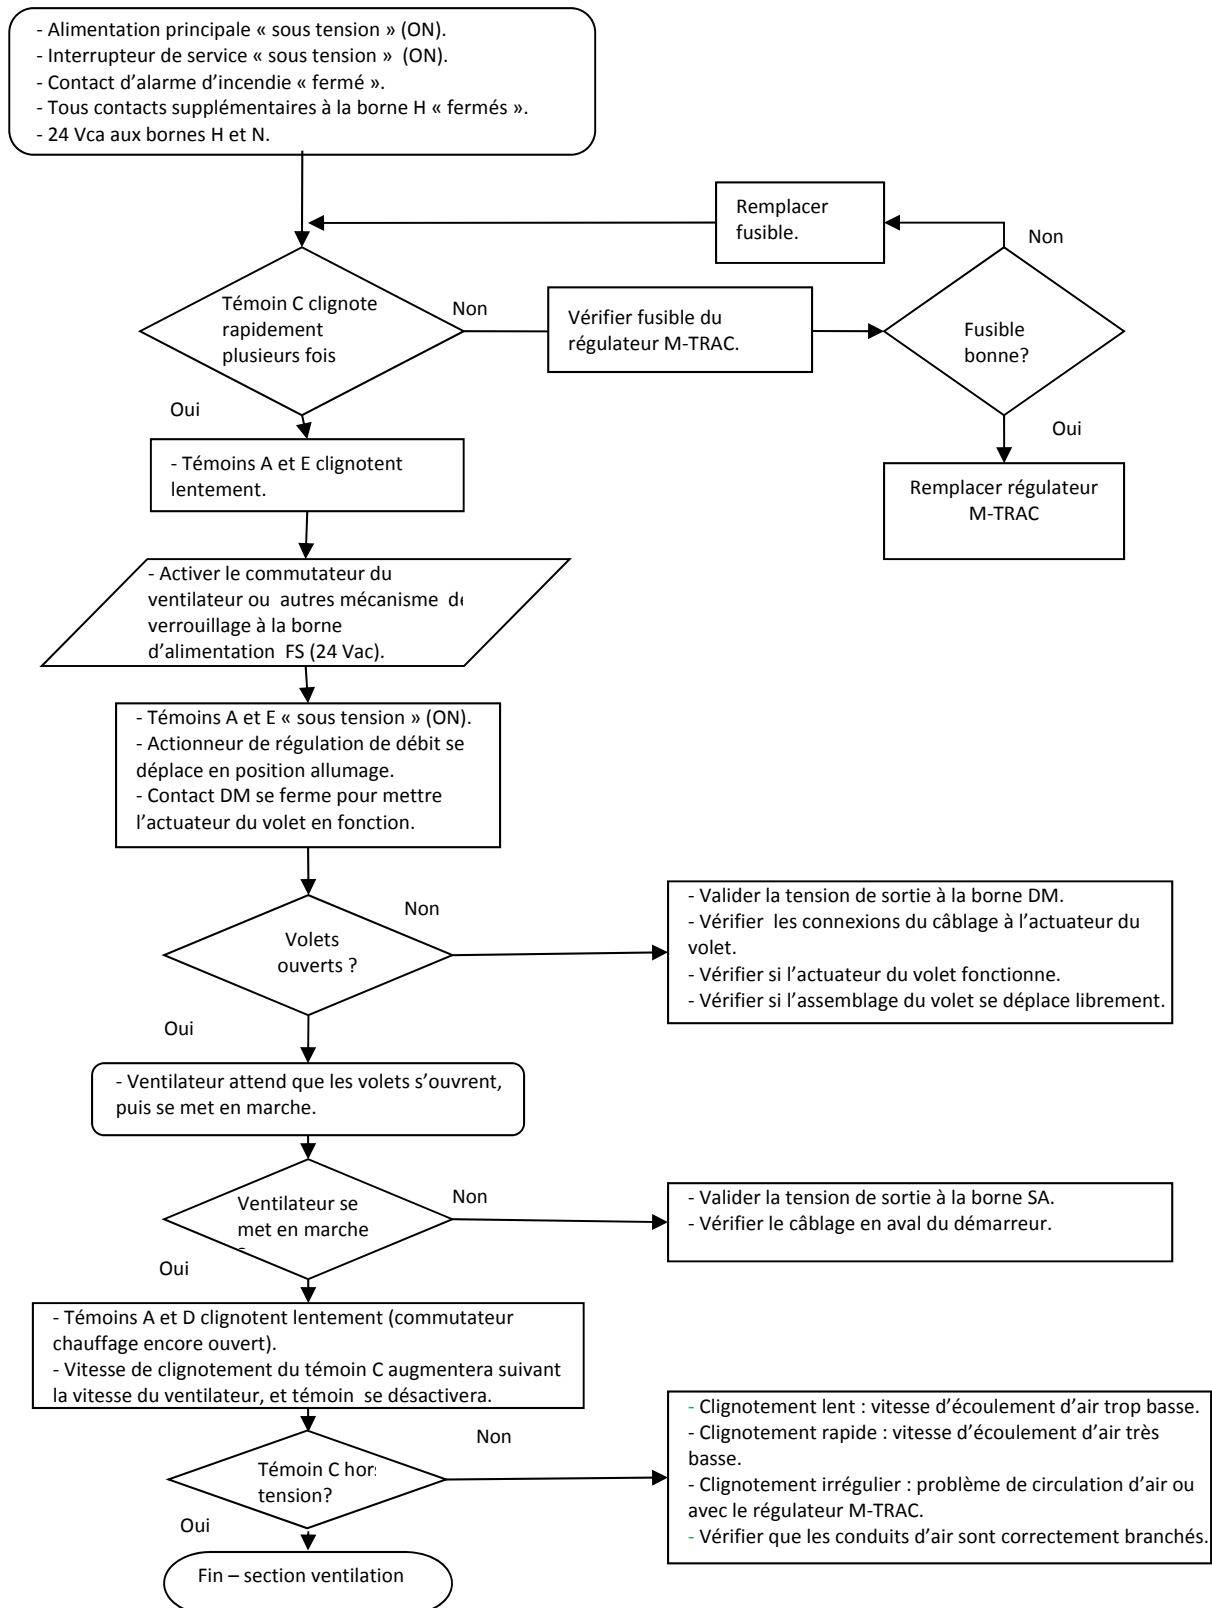 - Alimentation principale « sous tension » (ON).
- Interrupteur de service « sous tension »  (ON).
- Contact d'alarme d'incendie « fermé ».
- Tous contacts supplémentaires à la borne H « fermés ».
- 24 Vca aux bornes H et N.
Remplacer
fusible.
Non
Témoin C clignote
rapidement
plusieurs fois
Non
Vérifier fusible du
régulateur M-TRAC.
Fusible
bonne?
Oui
Oui
- Témoins A et E clignotent
lentement.
Remplacer régulateur
M-TRAC
- Activer le commutateur du
ventilateur ou  autres mécanisme  de
verrouillage à la borne
d'alimentation  FS (24 Vac).
- Témoins A et E « sous tension » (ON).
- Actionneur de régulation de débit se
déplace en position allumage.
- Contact DM se ferme pour mettre
l'actuateur du volet en fonction.
Volets
ouverts ?
Non
- Valider la tension de sortie à la borne DM.
- Vérifier  les connexions du câblage à l'actuateur du
volet.
- Vérifier si l'actuateur du volet fonctionne.
- Vérifier si l'assemblage du volet se déplace librement.
Oui
- Ventilateur attend que les volets s'ouvrent,
puis se met en marche.
Ventilateur se
met en marche
Non
- Valider la tension de sortie à la borne SA.
- Vérifier le câblage en aval du démarreur.
Oui
- Témoins A et D clignotent lentement (commutateur
chauffage encore ouvert).
- Vitesse de clignotement du témoin C augmentera suivant
la vitesse du ventilateur, et témoin  se désactivera.
Témoin C hors
tension?
Non
- Clignotement lent : vitesse d'écoulement d'air trop basse.
- Clignotement rapide : vitesse d'écoulement d'air très
basse.
- Clignotement irrégulier : problème de circulation d'air ou
avec le régulateur M-TRAC.
- Vérifier que les conduits d'air sont correctement branchés.
Oui
Fin – section ventilation